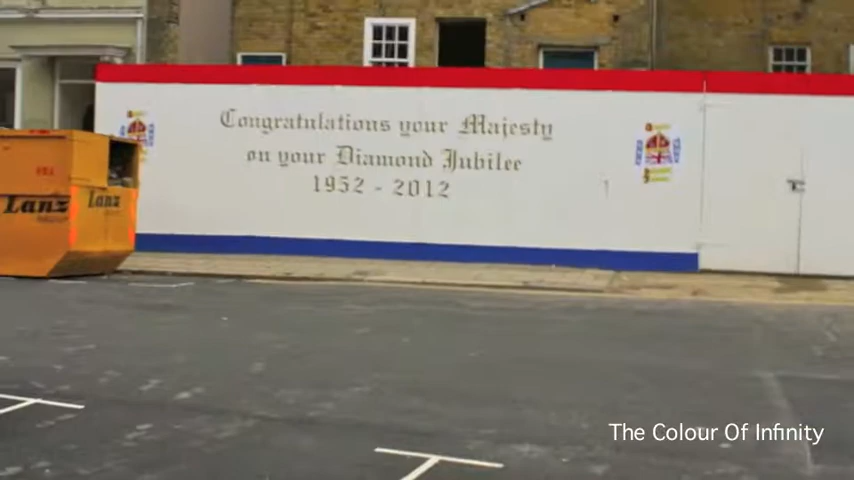 Congratulations your Majesty
on your Diamond Jubilee
1952 - 2012
Lanz
Lanz
The Colour Of Infinity